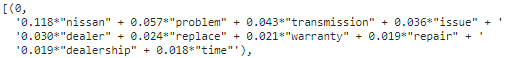 [(0,
'0.118*"nissan" + 0.057*"problem" + 0.043*"transmission" + 0.036*"issue" + '
'0.030*"dealer" + 0.024*"replace" + 0.021*"warranty" + 0.019*"repair" + '
'0.019*"dealership" + 0.018*"time"'),